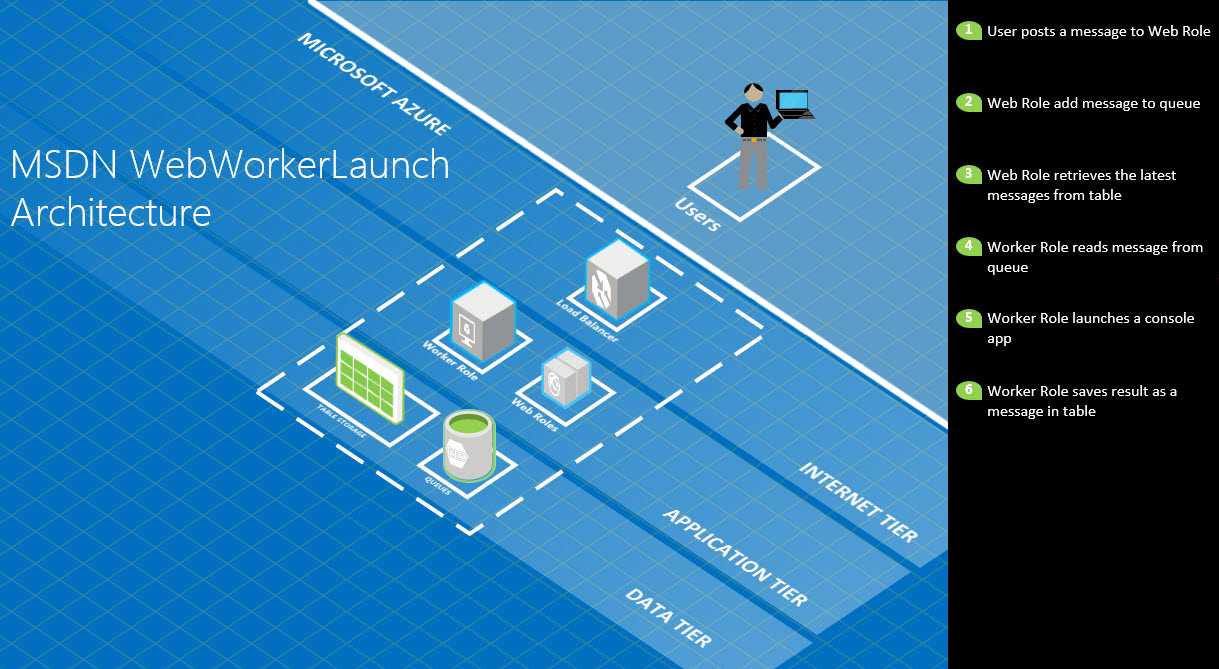 MICROSOFT AZURE
MSDN WebWorkerLaunch
Architecture
Users
Load Balancer
Worker Role
Web Roles
TABLE STORAGE
QUEUES
INTERNET TIER
APPLICATION TIER
DATA TIER
1 User posts a message to Web Role
2 Web Role add message to queue
3 Web Role retrieves the latest
messages from table
4 Worker Role reads message from
queue
5 Worker Role launches a console
app
6 Worker Role saves result as a
message in table